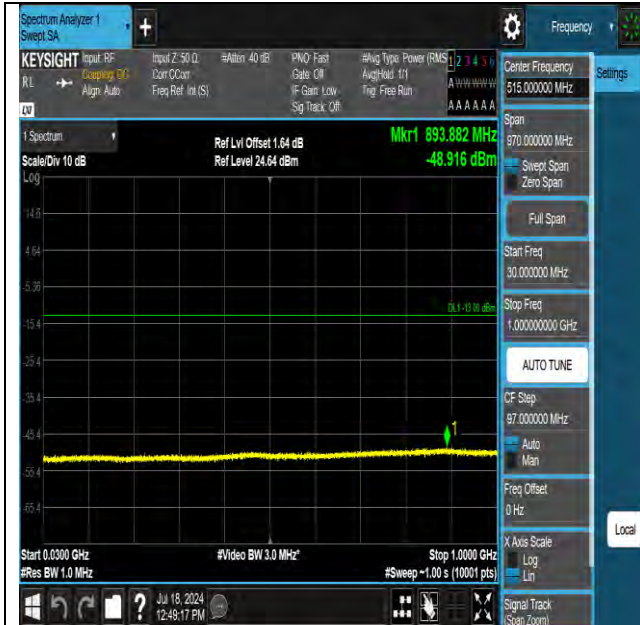 Spectrum Analyzer 1
Swept SA
+
Frequency
KEYSIGHT
RL
Input: RF
Coupling: DC
Align: Auto
Input Z: 50 Ω
Corr CCorr
Freq Ref: Int (S)
#Atten: 40 dB
PNO: Fast
Gate: Off
IF Gain: Low
Sig Track: Off
#Avg Type: Power (RMS)
Avg|Hold: 1/1
Trig: Free Run
1 2 3 4 5 6
A W W W W W
A A A A A A
1 Spectrum
Scale/Div 10 dB
Log
Ref Lvl Offset 1.64 dB
Ref Level 24.64 dBm
Mkr1 893.882 MHz
-48.916 dBm
14.6
4.64
-5.36
-15.4
-25.4
-35.4
-45.4
-55.4
-65.4
DL1 -13.00 dBm
1
Start 0.0300 GHz
#Res BW 1.0 MHz
#Video BW 3.0 MHz*
Stop 1.0000 GHz
#Sweep ~1.00 s (10001 pts)
?
Jul 18, 2024
12:49:17 PM
Center Frequency
515.000000 MHz
Settings
Span
970.000000 MHz
Swept Span
Zero Span
Full Span
Start Freq
30.000000 MHz
Stop Freq
1.000000000 GHz
AUTO TUNE
CF Step
97.000000 MHz
Auto
Man
Freq Offset
0 Hz
Local
X Axis Scale
Log
Lin
Signal Track
(Span Zoom)